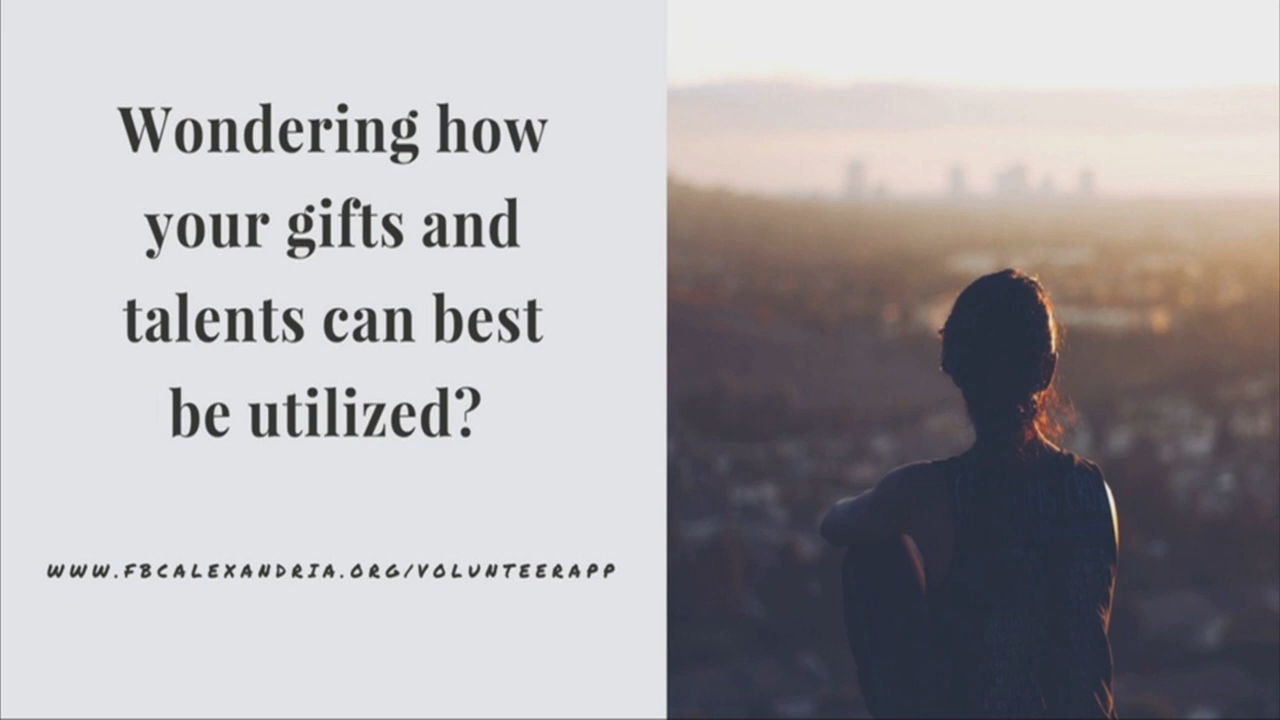 Wondering how
your gifts and
talents can best
be utilized?
WWW.FBCALEXANDRIA.ORG/VOLUNTEERAPP